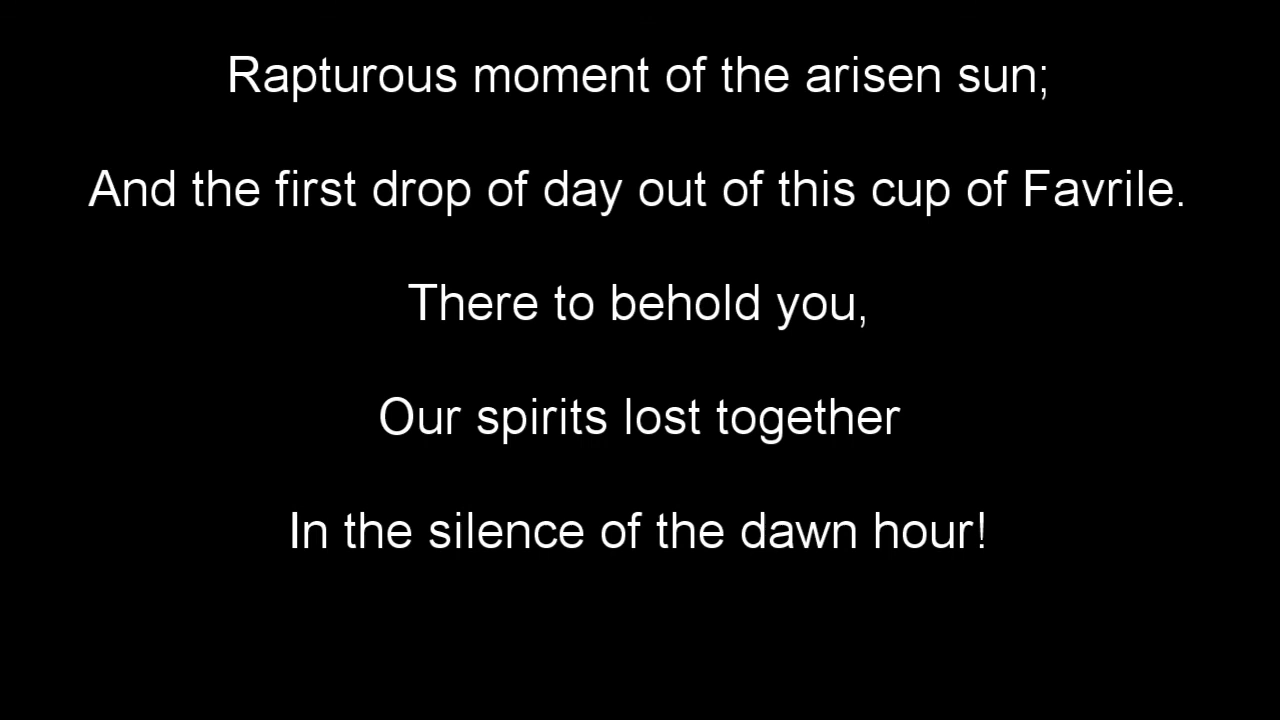 Rapturous moment of the arisen sun;
And the first drop of day out of this cup of Favrile.
There to behold you,
Our spirits lost together
In the silence of the dawn hour!